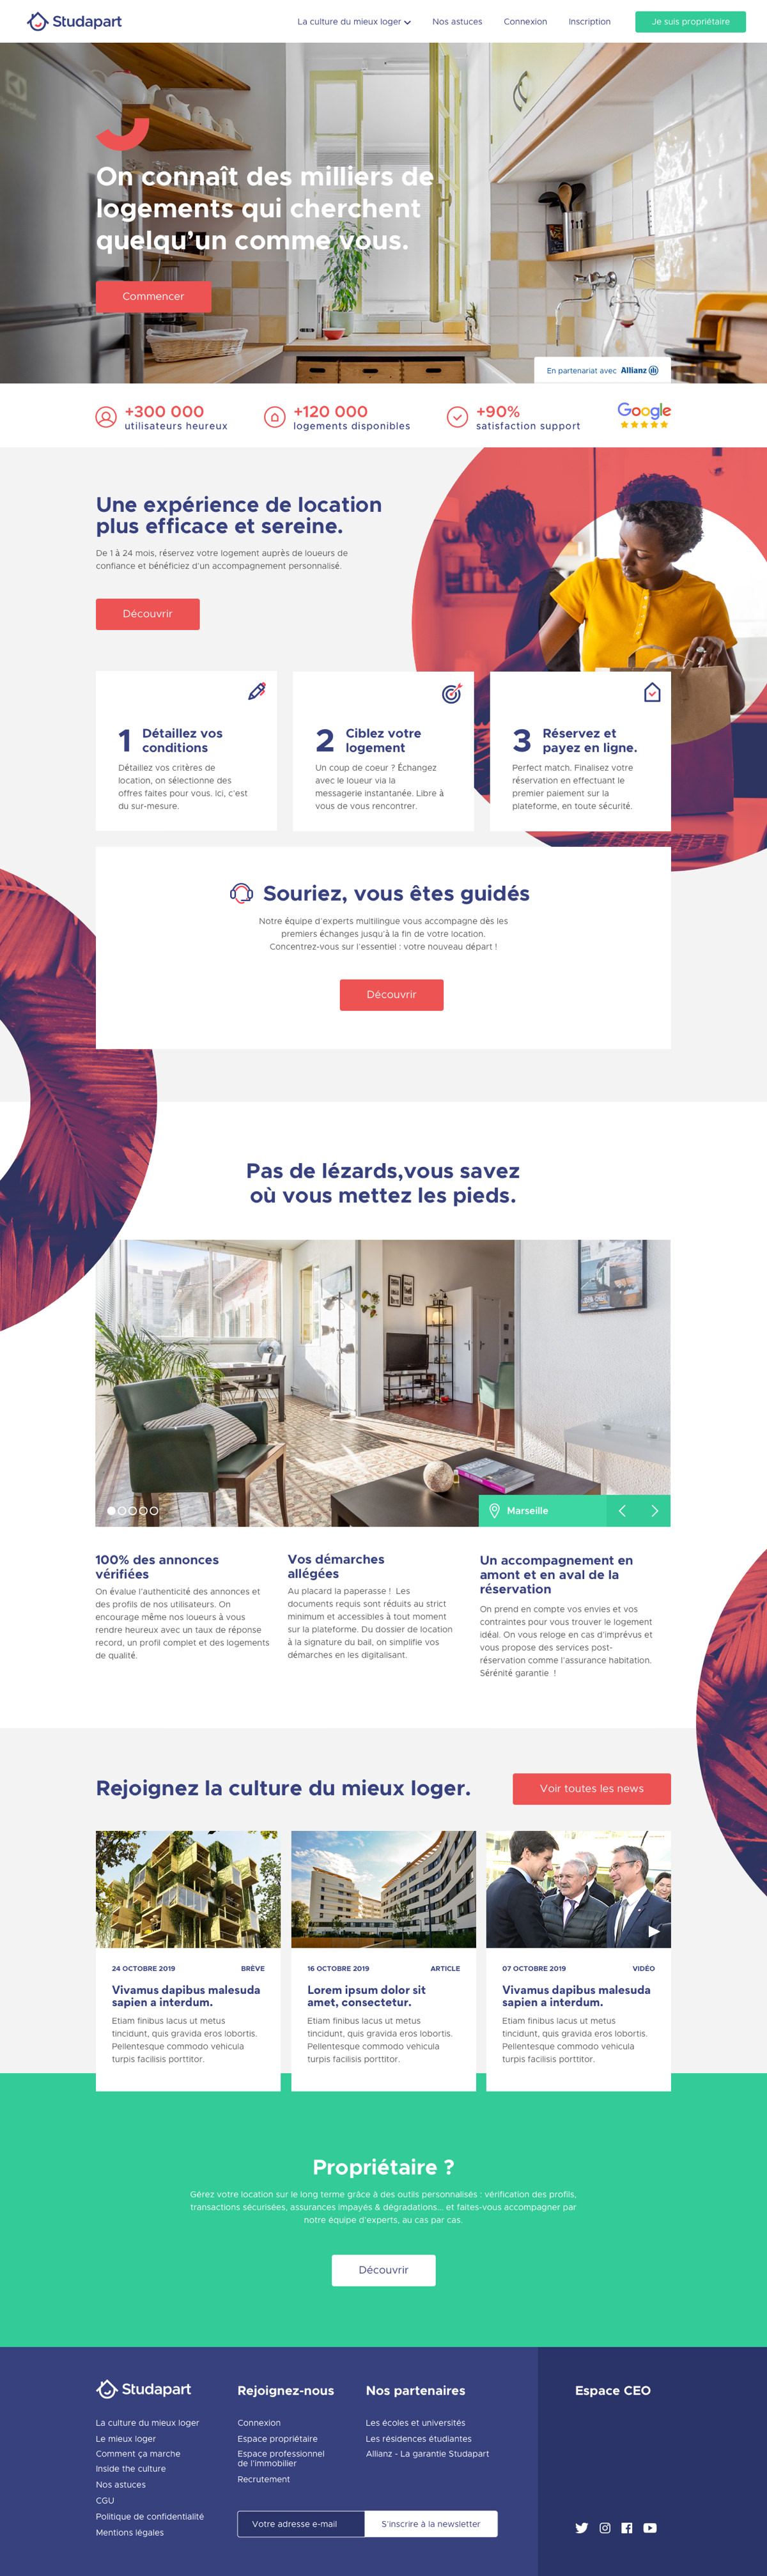 Studapart
La culture du mieux loger
Nos astuces
Connexion
Inscription
Je suis propriétaire
On connaît des milliers de
logements qui cherchent
quelqu'un comme vous.
Commencer
En partenariat avec Allianz
+300 000
utilisateurs heureux
+120 000
logements disponibles
+90%
satisfaction support
Google
Une expérience de location
plus efficace et sereine.
De 1 à 24 mois, réservez votre logement auprès de loueurs de
confiance et bénéficiez d'un accompagnement personnalisé.
Découvrir
1 Détaillez vos
conditions
Détaillez vos critères de
location, on sélectionne des
offres faites pour vous. Ici, c'est
du sur-mesure.
2 Ciblez votre
logement
Un coup de coeur ? Échangez
avec le loueur via la
messagerie instantanée. Libre à
vous de vous rencontrer.
3 Réservez et
payez en ligne.
Perfect match. Finalisez votre
réservation en effectuant le
premier paiement sur la
plateforme, en toute sécurité.
Souriez, vous êtes guidés
Notre équipe d'experts multilingue vous accompagne dès les
premiers échanges jusqu'à la fin de votre location.
Concentrez-vous sur l'essentiel : votre nouveau départ !
Découvrir
Pas de lézards,vous savez
où vous mettez les pieds.
Marseille
100% des annonces
vérifiées
On évalue l'authenticité des annonces et
des profils de nos utilisateurs. On
encourage même nos loueurs à vous
rendre heureux avec un taux de réponse
record, un profil complet et des logements
de qualité.
Vos démarches
allégées
Au placard la paperasse ! Les
documents requis sont réduits au strict
minimum et accessibles à tout moment
sur la plateforme. Du dossier de location
à la signature du bail, on simplifie vos
démarches en les digitalisant.
Un accompagnement en
amont et en aval de la
réservation
On prend en compte vos envies et vos
contraintes pour vous trouver le logement
idéal. On vous reloge en cas d'imprévus et
vous propose des services post-
réservation comme l'assurance habitation.
Sérénité garantie !
Rejoignez la culture du mieux loger.
Voir toutes les news
24 OCTOBRE 2019
BRÈVE
Vivamus dapibus malesuda
sapien a interdum.
Etiam finibus lacus ut metus
tincidunt, quis gravida eros lobortis.
Pellentesque commodo vehicula
turpis facilisis porttitor.
16 OCTOBRE 2019
ARTICLE
Lorem ipsum dolor sit
amet, consectetur.
Etiam finibus lacus ut metus
tincidunt, quis gravida eros lobortis.
Pellentesque commodo vehicula
turpis facilisis porttitor.
07 OCTOBRE 2019
VIDÉO
Vivamus dapibus malesuda
sapien a interdum.
Etiam finibus lacus ut metus
tincidunt, quis gravida eros lobortis.
Pellentesque commodo vehicula
turpis facilisis porttitor.
Propriétaire ?
Gérez votre location sur le long terme grâce à des outils personnalisés : vérification des profils,
transactions sécurisées, assurances impayés & dégradations... et faites-vous accompagner par
notre équipe d'experts, au cas par cas.
Découvrir
Studapart
La culture du mieux loger
Le mieux loger
Comment ça marche
Inside the culture
Nos astuces
CGU
Politique de confidentialité
Mentions légales
Rejoignez-nous
Connexion
Espace propriétaire
Espace professionnel
de l'immobilier
Recrutement
Nos partenaires
Les écoles et universités
Les résidences étudiantes
Allianz - La garantie Studapart
Votre adresse e-mail
S'inscrire à la newsletter
Espace CEO